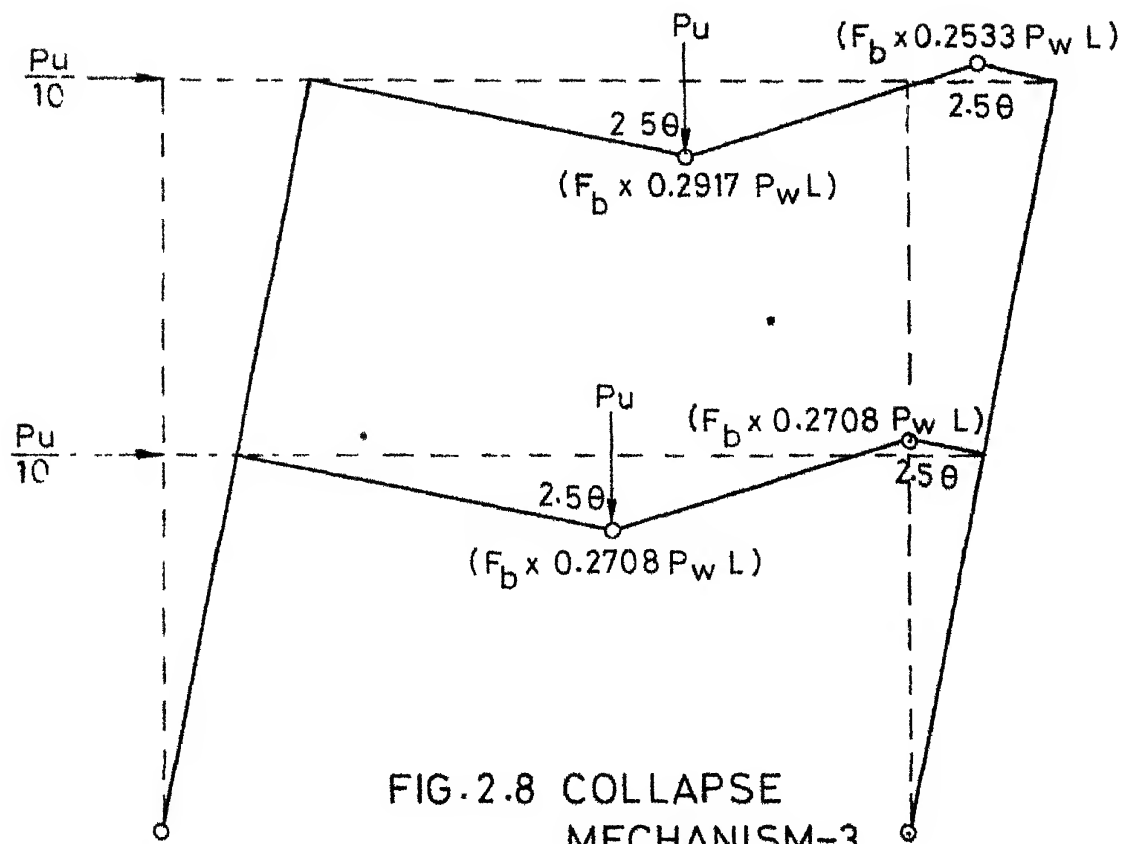 Pu
(F_b x 0.2533 P_w L)
Pu
10
2 5θ
2.5θ
(F_b x 0.2917 P_w L)
Pu
(F_b x 0.2708 P_w L)
Pu
10
2.5θ
2.5θ
(F_b x 0.2708 P_w L)
FIG.2.8 COLLAPSE
MECHANISM-3